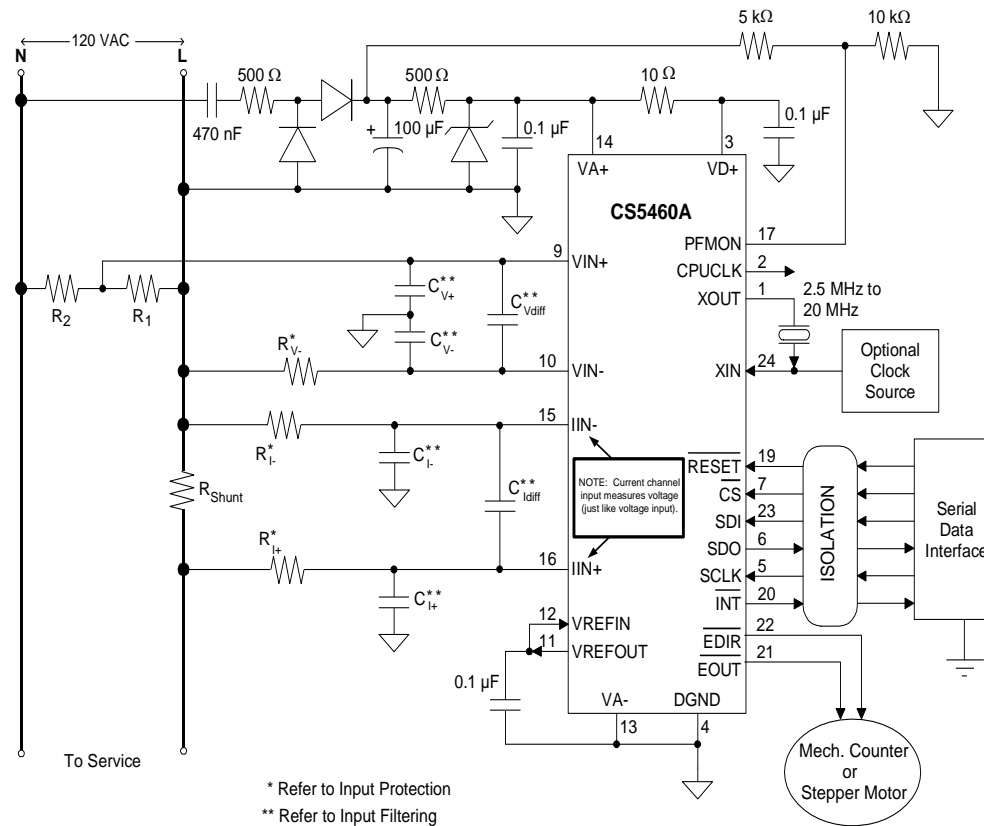 5 kΩ
10 kΩ
120 VAC
N
L
500 Ω
500 Ω
10 Ω
470 nF
+
100 µF
0.1 µF
0.1 µF
14
3
VA+
VD+
CS5460A
PFMON
17
CPUCLK
2
XOUT
1
2.5 MHz to
20 MHz
9
VIN+
C**V+
C**Vdiff
C**V-
R2
R1
R*V-
10
VIN-
XIN
24
Optional
Clock
Source
15
IIN-
R*I-
C**I-
C**Idiff
RShunt
NOTE: Current channel
input measures voltage
(just like voltage input).
RESET
19
CS
7
SDI
23
SDO
6
SCLK
5
INT
20
ISOLATION
Serial
Data
Interface
R*I+
16
IIN+
C**I+
12
VREFIN
11
VREFOUT
EDIR
22
EOUT
21
0.1 µF
VA-
DGND
13
4
Mech. Counter
or
Stepper Motor
To Service
* Refer to Input Protection
** Refer to Input Filtering